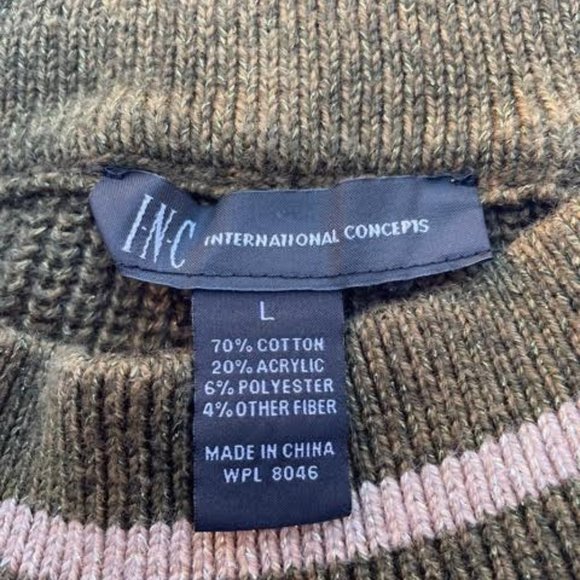 I·N·C INTERNATIONAL CONCEPTS
L
70% COTTON
20% ACRYLIC
6% POLYESTER
4% OTHER FIBER
MADE IN CHINA
WPL 8046